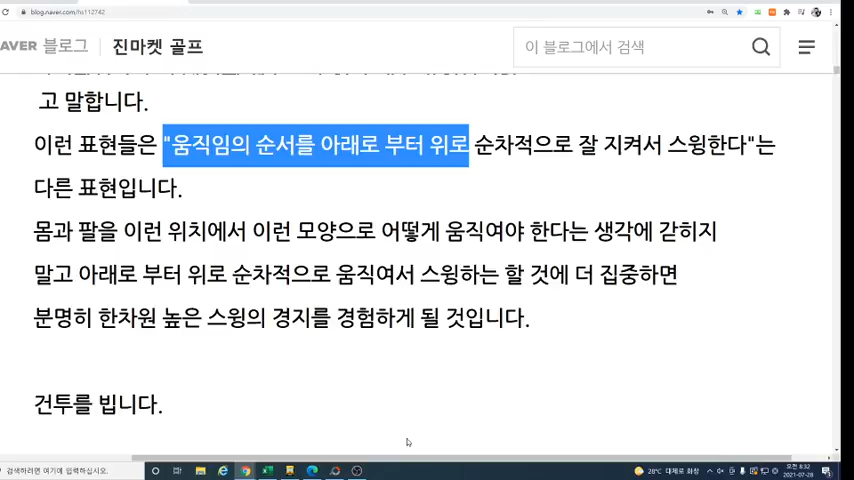 blog.naver.com/hs112742
AVER 블로그
진마켓 골프
이 블로그에서 검색
고 말합니다.
이런 표현들은 "움직임의 순서를 아래로 부터 위로 순차적으로 잘 지켜서 스윙한다"는
다른 표현입니다.
몸과 팔을 이런 위치에서 이런 모양으로 어떻게 움직여야 한다는 생각에 갇히지
말고 아래로 부터 위로 순차적으로 움직여서 스윙하는 할 것에 더 집중하면
분명히 한차원 높은 스윙의 경지를 경험하게 될 것입니다.
건투를 빕니다.
검색하려면 여기에 입력하십시오.
28°C 대체로 화창
오전 8:32
2021-07-28